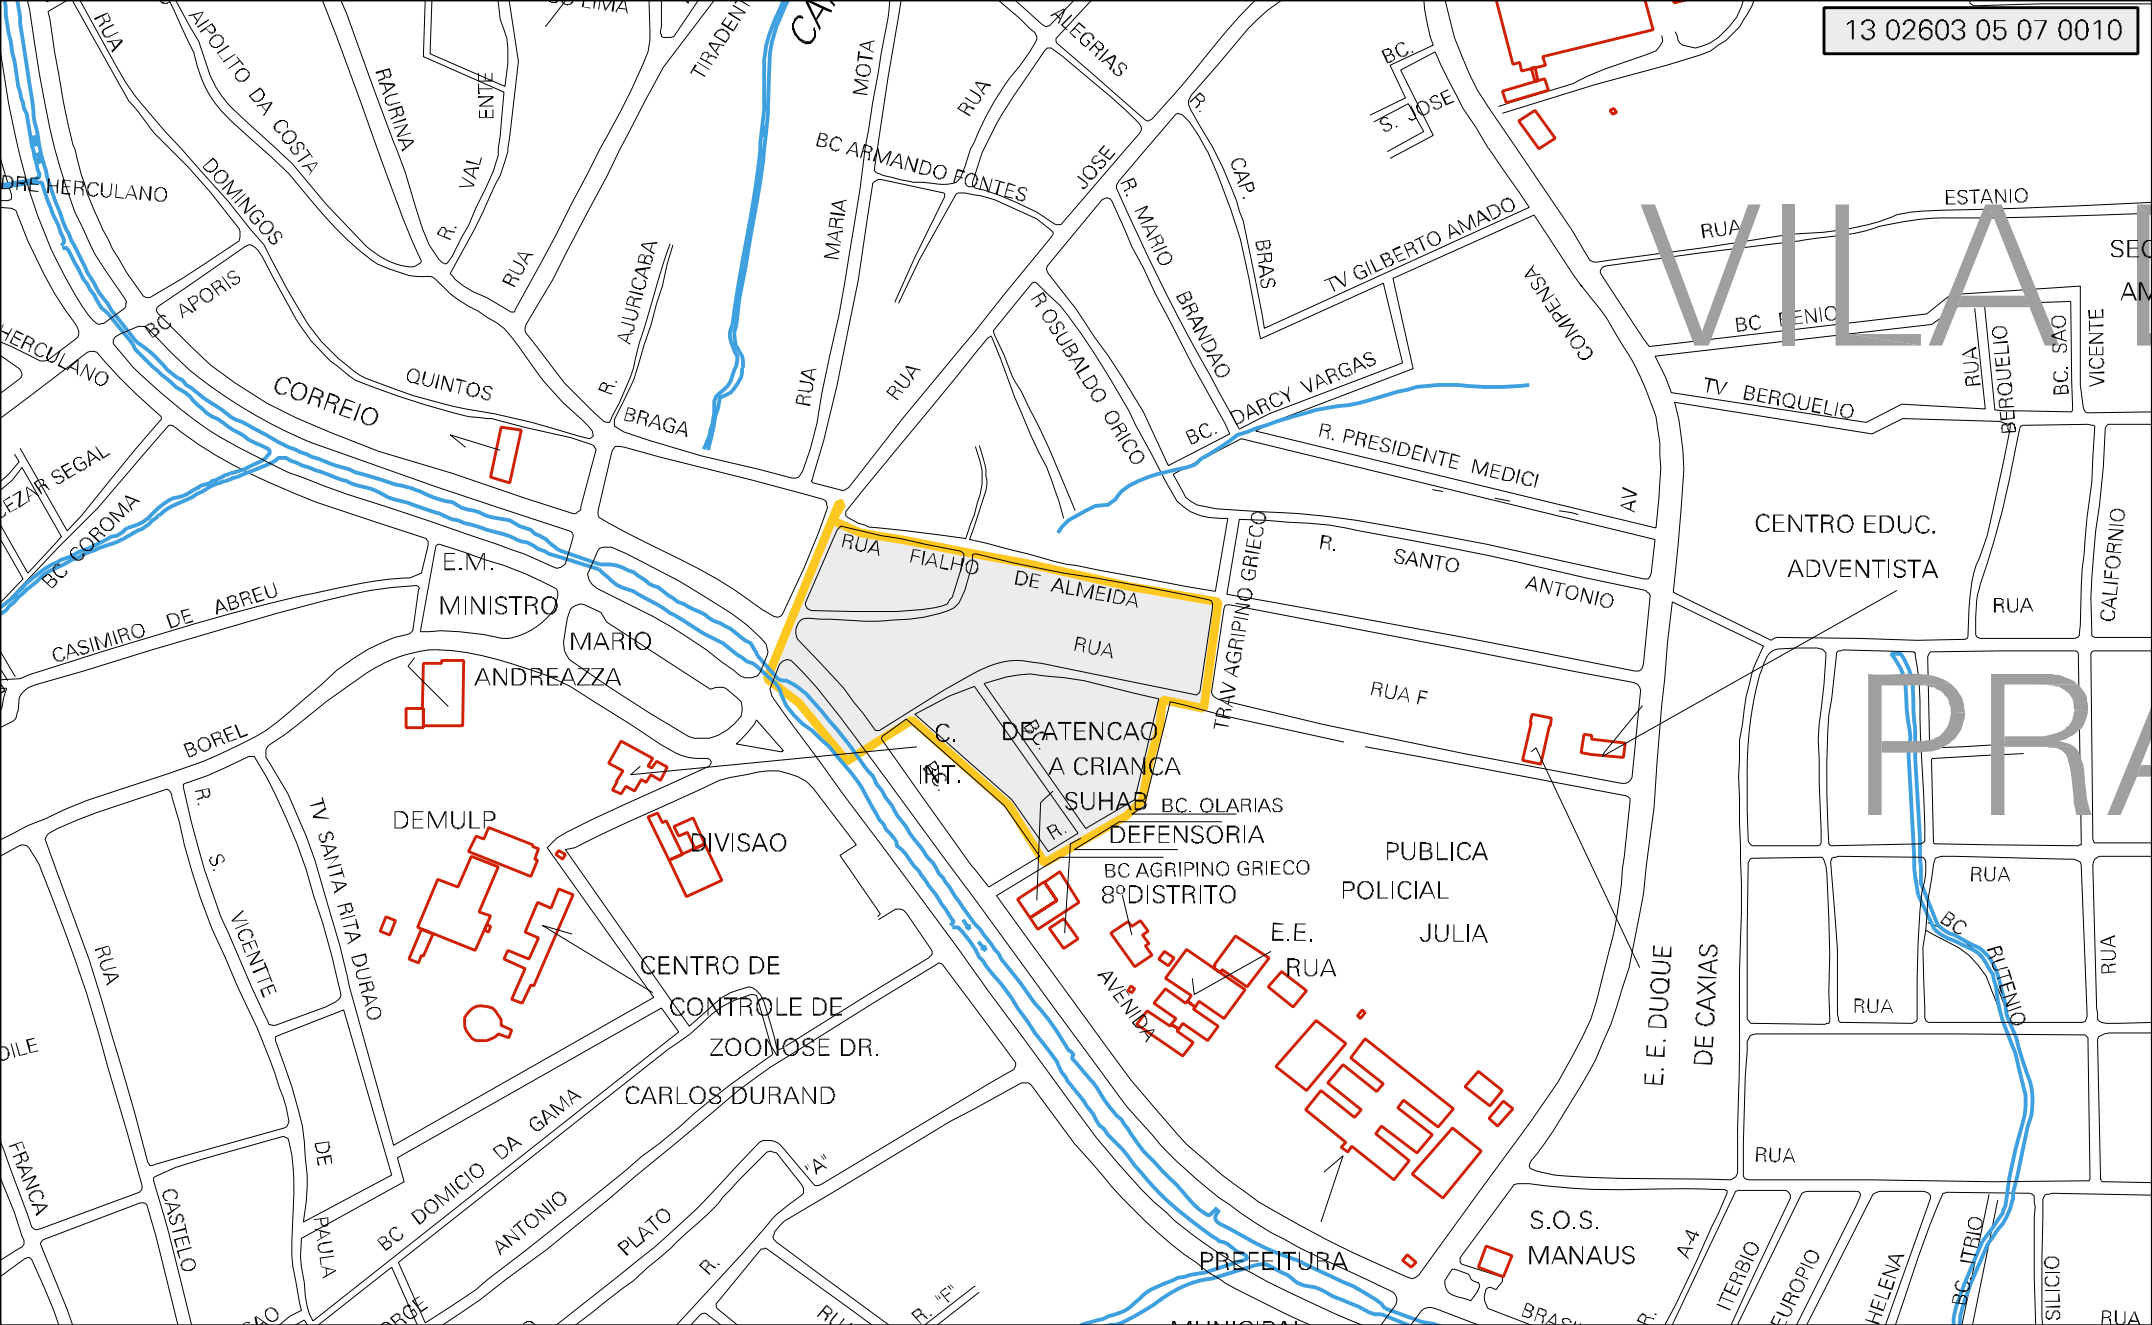 13 02603 05 07 0010
RUA
AIPOLITO DA COSTA
RAURINA
R. VAL ENTE
ALEGRIAS
BC.
S. JOSE
MOTA
RUA
R.
BC ARMANDO FONTES
JOSE
CAP.
BRAS
DRE HERCULANO
DOMINGOS
R. MARIO BRANDAO
TV GILBERTO AMADO
ESTANIO
RUA
VILA
MARIA
RUA
AJURICABA
R.
BC APORIS
HERCULANO
CORREIO
QUINTOS
BRAGA
RUA
RUA
R OSUBALDO ORICO
COMPENSA
AV
BC. DARCY VARGAS
R. PRESIDENTE MEDICI
RUA
BERQUELIO
BC. SAO
VICENTE
TV BERQUELIO
BERQUELIO
CEZAR SEGAL
BC COROMA
E.M.
MINISTRO
MARIO
ANDREAZZA
CASIMIRO DE ABREU
RUA FIALHO DE ALMEIDA
RUA
TRAV AGRIPINO GRIECO
R. SANTO ANTONIO
RUA F
CENTRO EDUC.
ADVENTISTA
CALIFORNIO
RUA
PRA
BOREL
R. S. VICENTTE
TV SANTA RITA DURAO
DEMULP
DIVISAO
C. DE ATENCAO
INT. A CRIANCA
SUHAB
BC.
R.
BC. OLARIAS
DEFENSORIA PUBLICA
BC AGRIPINO GRIECO
8ºDISTRITO POLICIAL
E.E. JULIA
RUA
AVENIDA
E. E. DUQUE
DE CAXIAS
RUA
BC RUTENIO
RUA
RUA
RUA
CENTRO DE
CONTROLE DE
ZOONOSE DR.
CARLOS DURAND
RUA
CASTELO
FRANCA
DE
PAULA
BC DOMICIO DA GAMA
ANTONIO
PLATO
R.
"A"
R. "F"
PREFEITURA
S.O.S.
MANAUS
R. A-4
ITERBIO
EUROPIO
HELENA
BC. ITRIO
SILICIO
RUA